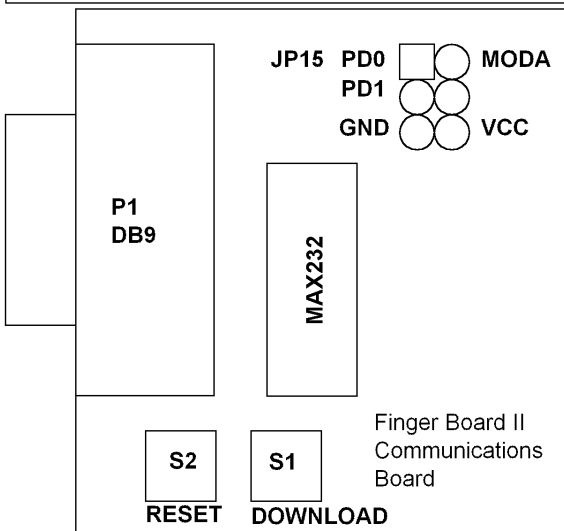 JP15 PD0 MODA
PD1
GND VCC
P1
DB9
MAX232
Finger Board II
Communications
Board
S2 S1
RESET DOWNLOAD